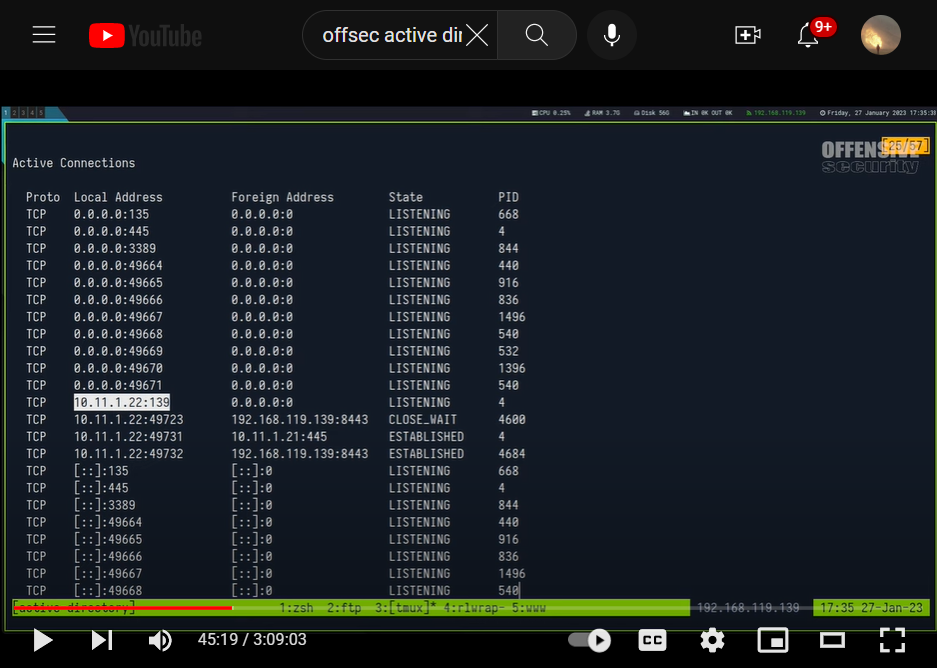 YouTube
offsec active di
9+
1 2 3 4 5
CPU 0.25% RAM 3.7G Disk 56G IN 0K OUT 0K 192.168.119.139 Friday, 27 January 2023 17:35:3
[25/57]
OFFENSIVE
security
Active Connections
Proto Local Address Foreign Address State PID
TCP 0.0.0.0:135 0.0.0.0:0 LISTENING 668
TCP 0.0.0.0:445 0.0.0.0:0 LISTENING 4
TCP 0.0.0.0:3389 0.0.0.0:0 LISTENING 844
TCP 0.0.0.0:49664 0.0.0.0:0 LISTENING 440
TCP 0.0.0.0:49665 0.0.0.0:0 LISTENING 916
TCP 0.0.0.0:49666 0.0.0.0:0 LISTENING 836
TCP 0.0.0.0:49667 0.0.0.0:0 LISTENING 1496
TCP 0.0.0.0:49668 0.0.0.0:0 LISTENING 540
TCP 0.0.0.0:49669 0.0.0.0:0 LISTENING 532
TCP 0.0.0.0:49670 0.0.0.0:0 LISTENING 1396
TCP 0.0.0.0:49671 0.0.0.0:0 LISTENING 540
TCP 10.11.1.22:139 0.0.0.0:0 LISTENING 4
TCP 10.11.1.22:49723 192.168.119.139:8443 CLOSE_WAIT 4600
TCP 10.11.1.22:49731 10.11.1.21:445 ESTABLISHED 4
TCP 10.11.1.22:49732 192.168.119.139:8443 ESTABLISHED 4684
TCP [::]:135 [::]:0 LISTENING 668
TCP [::]:445 [::]:0 LISTENING 4
TCP [::]:3389 [::]:0 LISTENING 844
TCP [::]:49664 [::]:0 LISTENING 440
TCP [::]:49665 [::]:0 LISTENING 916
TCP [::]:49666 [::]:0 LISTENING 836
TCP [::]:49667 [::]:0 LISTENING 1496
TCP [::]:49668 [::]:0 LISTENING 540
[active directory] 1:zsh 2:ftp 3:[tmux]* 4:rlwrap- 5:www 192.168.119.139 17:35 27-Jan-23
45:19 / 3:09:03
CC